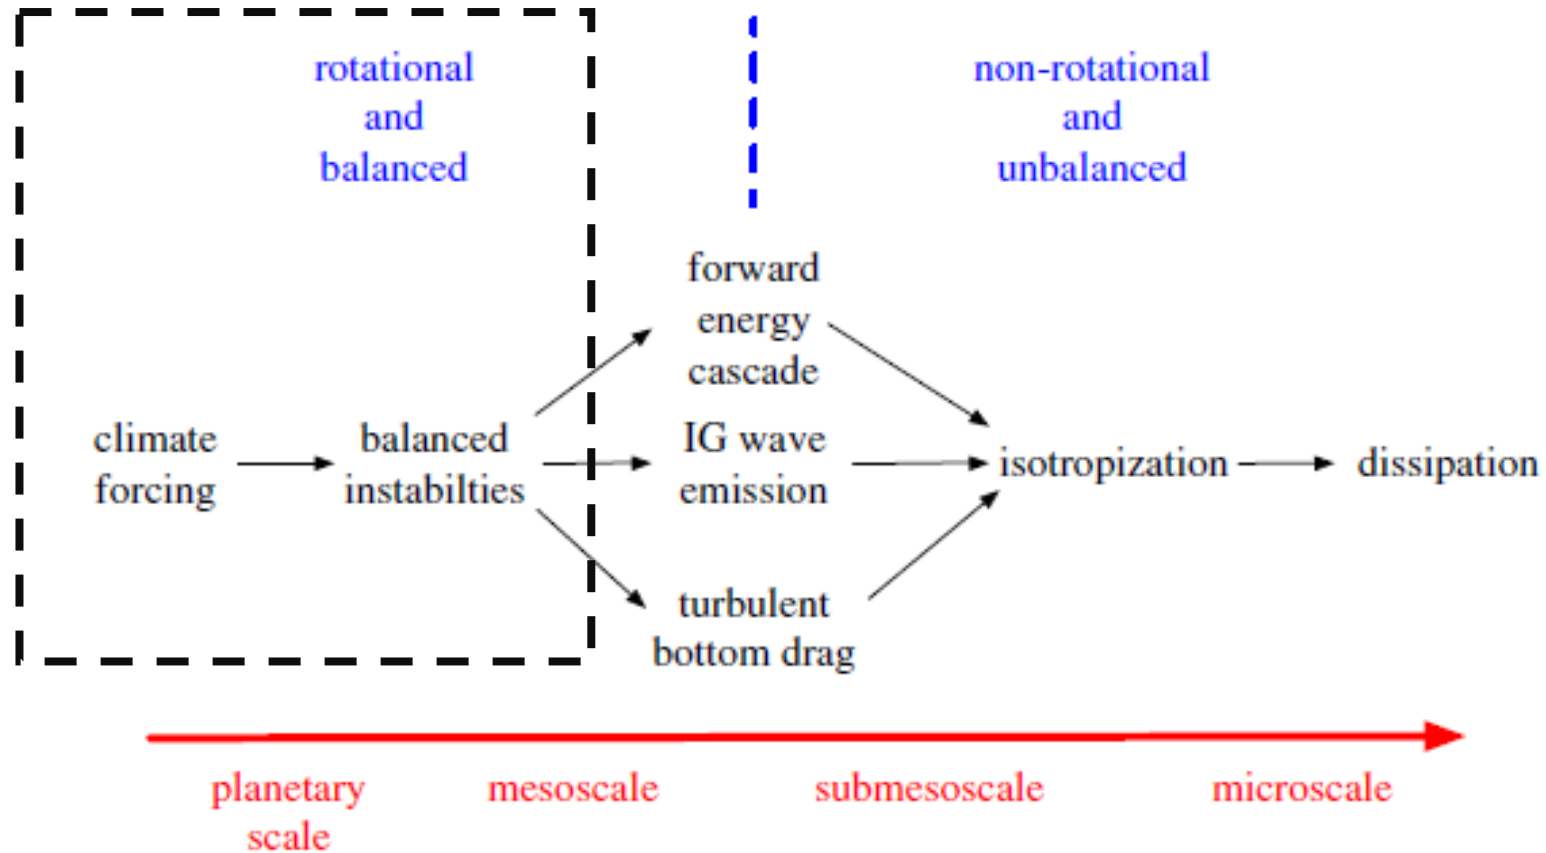 rotational
and
balanced
non-rotational
and
unbalanced
forward
energy
cascade
climate
forcing
balanced
instabilties
IG wave
emission
isotropization
dissipation
turbulent
bottom drag
planetary
scale
mesoscale
submesoscale
microscale